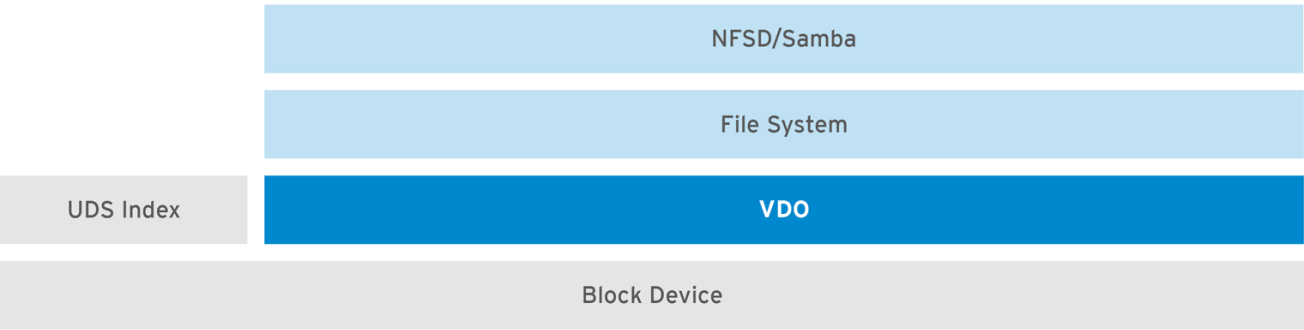 NFSD/Samba
File System
UDS Index
VDO
Block Device